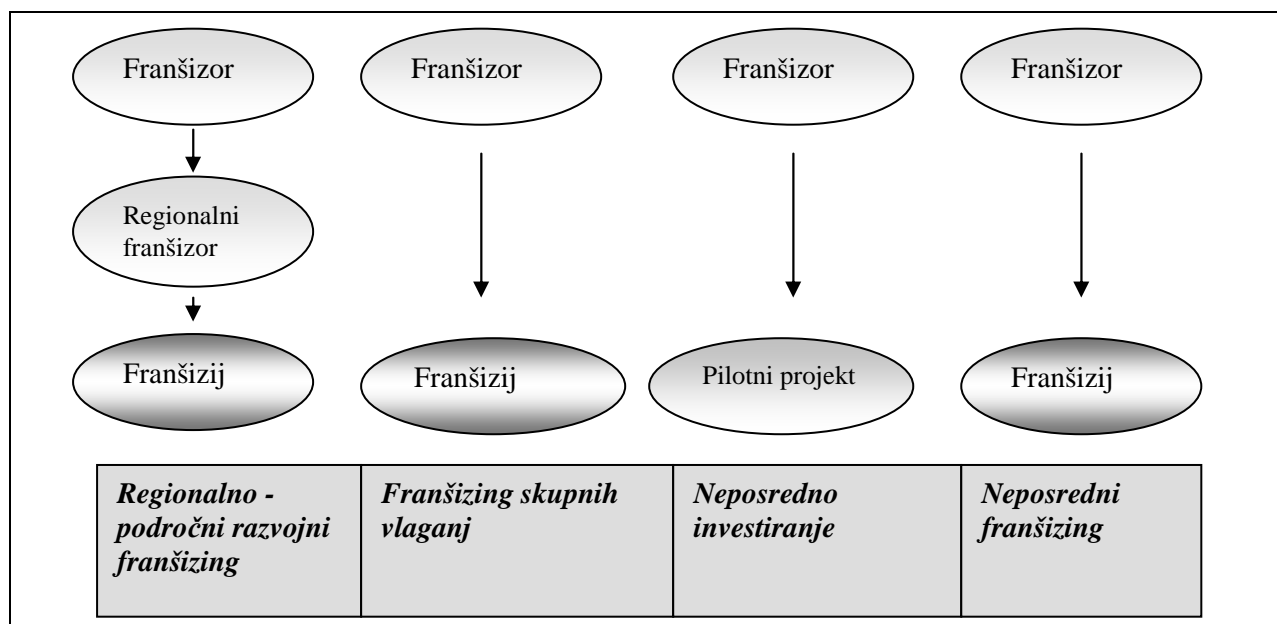 Franšizor
Franšizor
Franšizor
Franšizor
Regionalni
franšizor
Franšizij
Franšizij
Pilotni projekt
Franšizij
Regionalno -
področni razvojni
franšizing
Franšizing skupnih
vlaganj
Neposredno
investiranje
Neposredni
franšizing